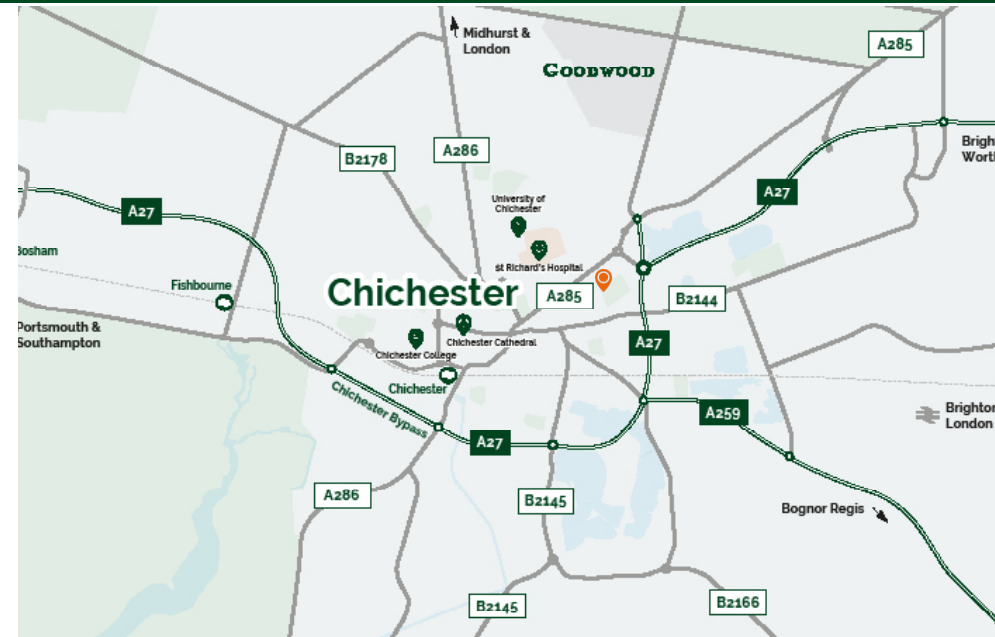 Midhurst &
London
GOODWOOD
A285
B2178
A286
Brigh
Wort
University of
Chichester
A27
A27
St Richard's Hospital
Bosham
Fishbourne
Chichester
A285
B2144
Portsmouth &
Southampton
Chichester College
Chichester Cathedral
A27
Chichester
Chichester Bypass
A259
Brighton
London
A27
A286
B2145
Bognor Regis
B2145
B2166